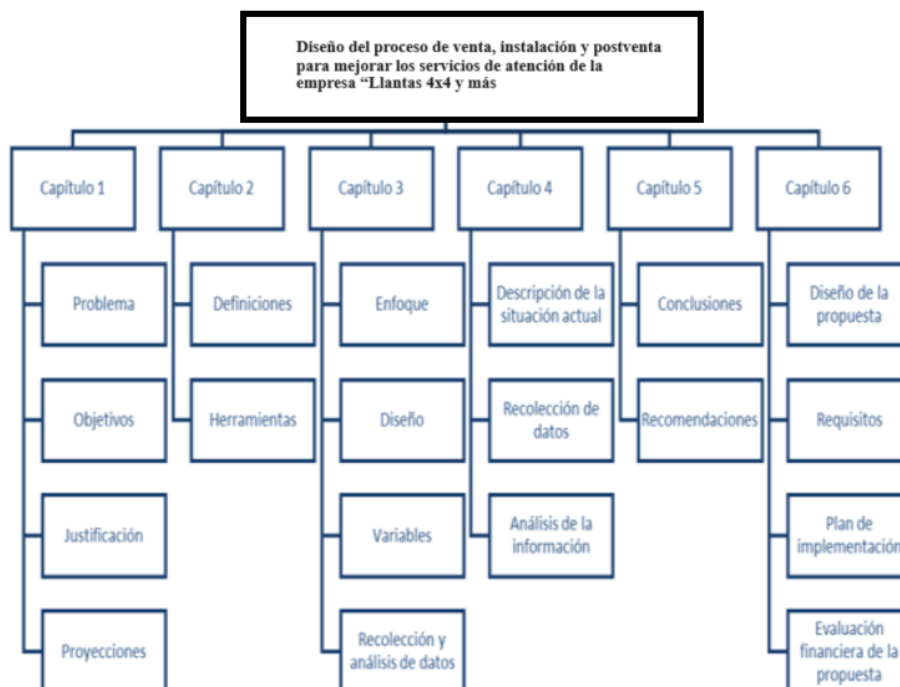 Diseño del proceso de venta, instalación y postventa
para mejorar los servicios de atención de la
empresa “Llantas 4x4 y más
Capítulo 1
Capítulo 2
Capítulo 3
Capítulo 4
Capítulo 5
Capítulo 6
Problema
Definiciones
Enfoque
Descripción de la
situación actual
Conclusiones
Diseño de la
propuesta
Objetivos
Herramientas
Diseño
Recolección de
datos
Recomendaciones
Requisitos
Justificación
Variables
Análisis de la
información
Plan de
implementación
Proyecciones
Recolección y
análisis de datos
Evaluación
financiera de la
propuesta